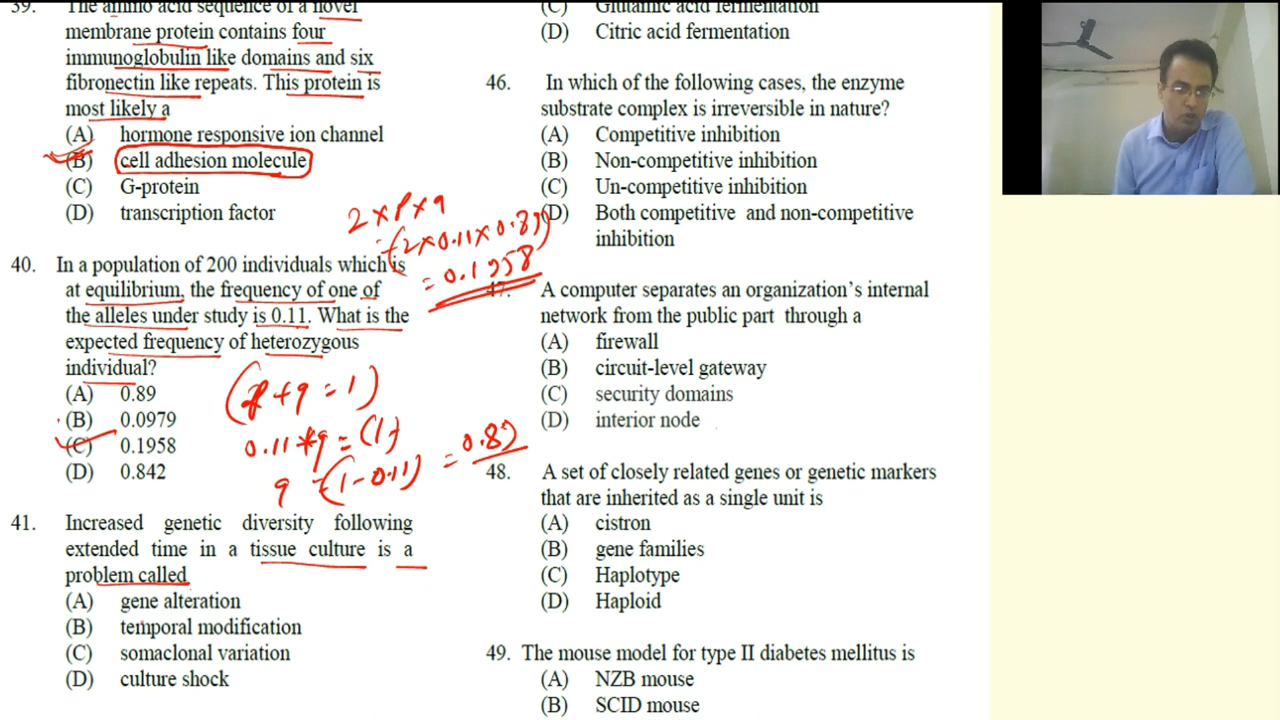 39. The amino acid sequence of a novel
membrane protein contains four
immunoglobulin like domains and six
fibronectin like repeats. This protein is
most likely a
(A) hormone responsive ion channel
(B) cell adhesion molecule
(C) G-protein
(D) transcription factor
2 × p × q
= (2 × 0.11 × 0.89)
= 0.1958
40. In a population of 200 individuals which is
at equilibrium, the frequency of one of
the alleles under study is 0.11. What is the
expected frequency of heterozygous
individual?
(A) 0.89
(B) 0.0979
(C) 0.1958
(D) 0.842
(p + q = 1)
0.11 + q = (1)
q = (1 - 0.11) = 0.89
41. Increased genetic diversity following
extended time in a tissue culture is a
problem called
(A) gene alteration
(B) temporal modification
(C) somaclonal variation
(D) culture shock
(C) Glutamic acid fermentation
(D) Citric acid fermentation
46. In which of the following cases, the enzyme
substrate complex is irreversible in nature?
(A) Competitive inhibition
(B) Non-competitive inhibition
(C) Un-competitive inhibition
(D) Both competitive and non-competitive
inhibition
47. A computer separates an organization's internal
network from the public part through a
(A) firewall
(B) circuit-level gateway
(C) security domains
(D) interior node
48. A set of closely related genes or genetic markers
that are inherited as a single unit is
(A) cistron
(B) gene families
(C) Haplotype
(D) Haploid
49. The mouse model for type II diabetes mellitus is
(A) NZB mouse
(B) SCID mouse